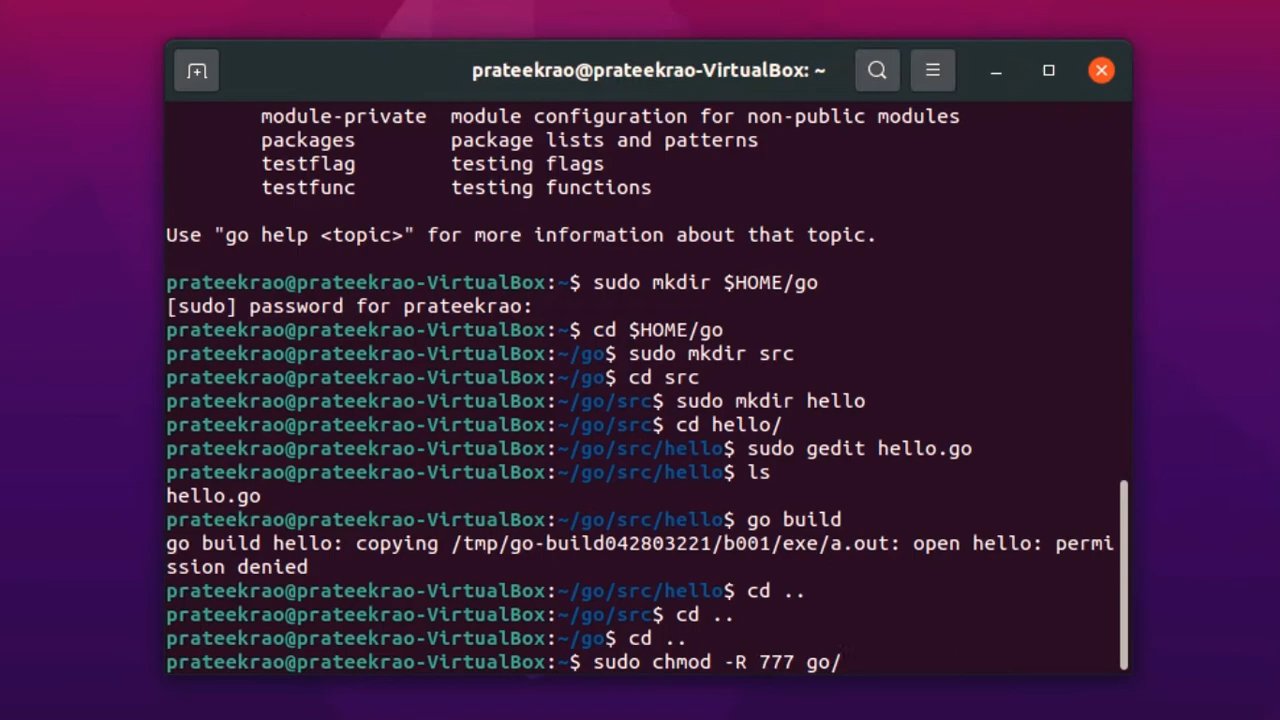 prateekrao@prateekrao-VirtualBox: ~
module-private  module configuration for non-public modules
packages        package lists and patterns
testflag        testing flags
testfunc        testing functions
Use "go help <topic>" for more information about that topic.
prateekrao@prateekrao-VirtualBox:~$ sudo mkdir $HOME/go
[sudo] password for prateekrao:
prateekrao@prateekrao-VirtualBox:~$ cd $HOME/go
prateekrao@prateekrao-VirtualBox:~/go$ sudo mkdir src
prateekrao@prateekrao-VirtualBox:~/go$ cd src
prateekrao@prateekrao-VirtualBox:~/go/src$ sudo mkdir hello
prateekrao@prateekrao-VirtualBox:~/go/src$ cd hello/
prateekrao@prateekrao-VirtualBox:~/go/src/hello$ sudo gedit hello.go
prateekrao@prateekrao-VirtualBox:~/go/src/hello$ ls
hello.go
prateekrao@prateekrao-VirtualBox:~/go/src/hello$ go build
go build hello: copying /tmp/go-build042803221/b001/exe/a.out: open hello: permi
ssion denied
prateekrao@prateekrao-VirtualBox:~/go/src/hello$ cd ..
prateekrao@prateekrao-VirtualBox:~/go/src$ cd ..
prateekrao@prateekrao-VirtualBox:~/go$ cd ..
prateekrao@prateekrao-VirtualBox:~$ sudo chmod -R 777 go/